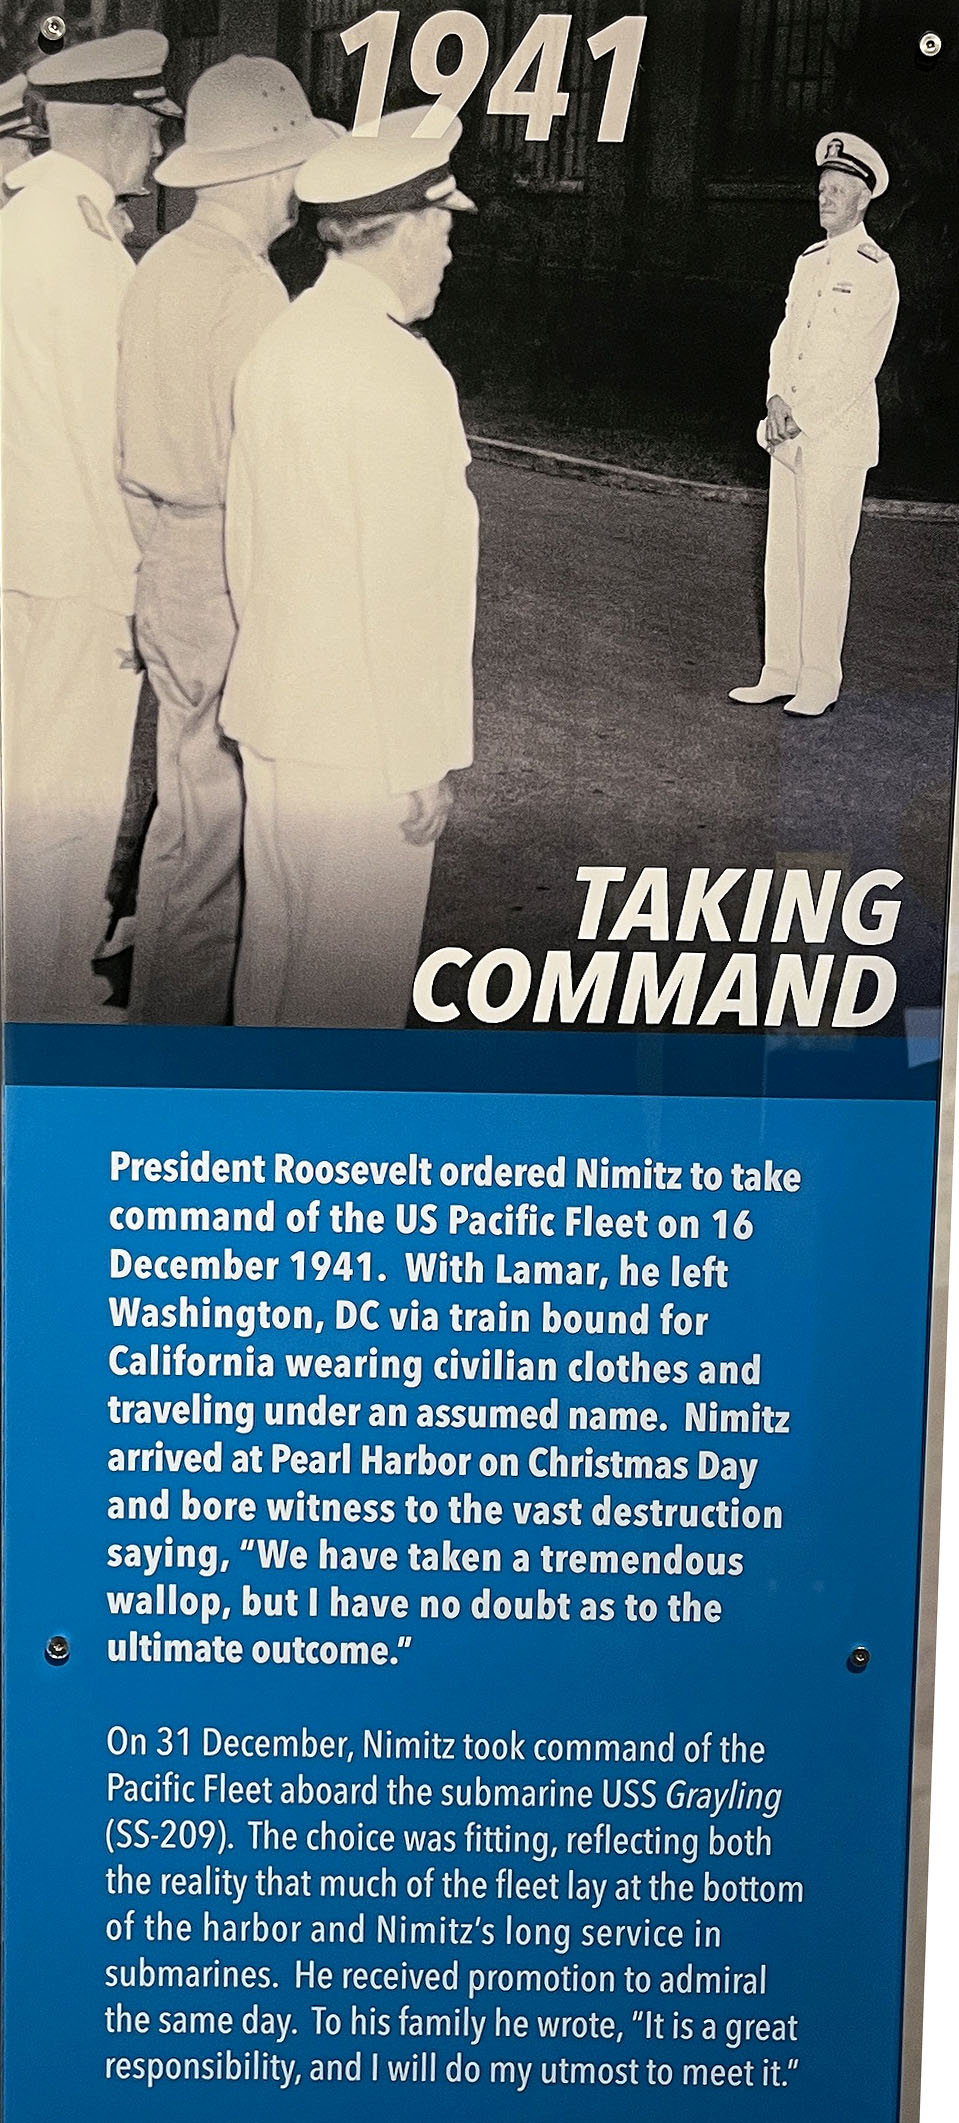 1941
TAKING
COMMAND
President Roosevelt ordered Nimitz to take
command of the US Pacific Fleet on 16
December 1941.  With Lamar, he left
Washington, DC via train bound for
California wearing civilian clothes and
traveling under an assumed name.  Nimitz
arrived at Pearl Harbor on Christmas Day
and bore witness to the vast destruction
saying, “We have taken a tremendous
wallop, but I have no doubt as to the
ultimate outcome.”
On 31 December, Nimitz took command of the
Pacific Fleet aboard the submarine USS Grayling
(SS-209).  The choice was fitting, reflecting both
the reality that much of the fleet lay at the bottom
of the harbor and Nimitz’s long service in
submarines.  He received promotion to admiral
the same day.  To his family he wrote, “It is a great
responsibility, and I will do my utmost to meet it.”